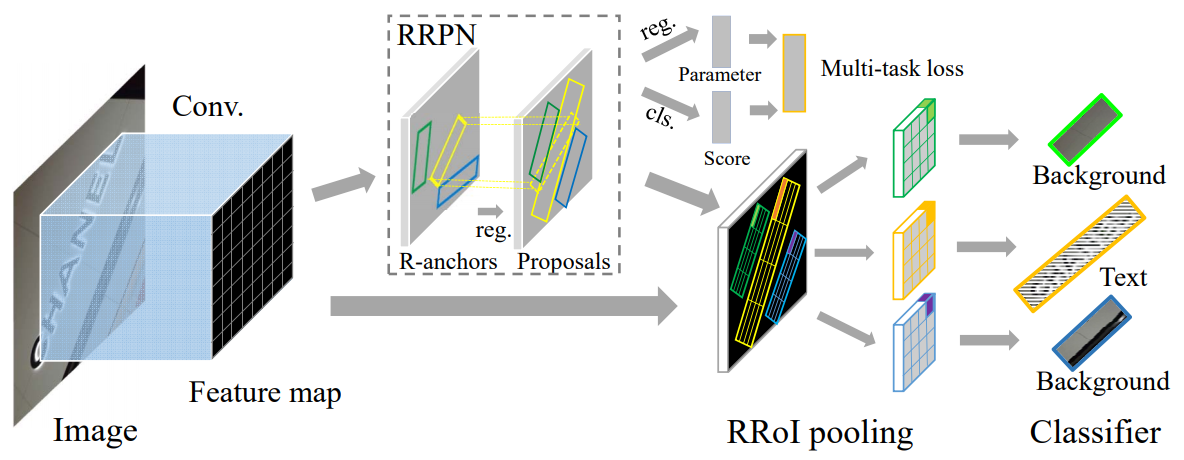 RRPN
reg.
cls.
Parameter
Score
Multi-task loss
Conv.
CHANEL
R-anchors
reg.
Proposals
Background
Text
Background
Feature map
Image
RRoI pooling
Classifier